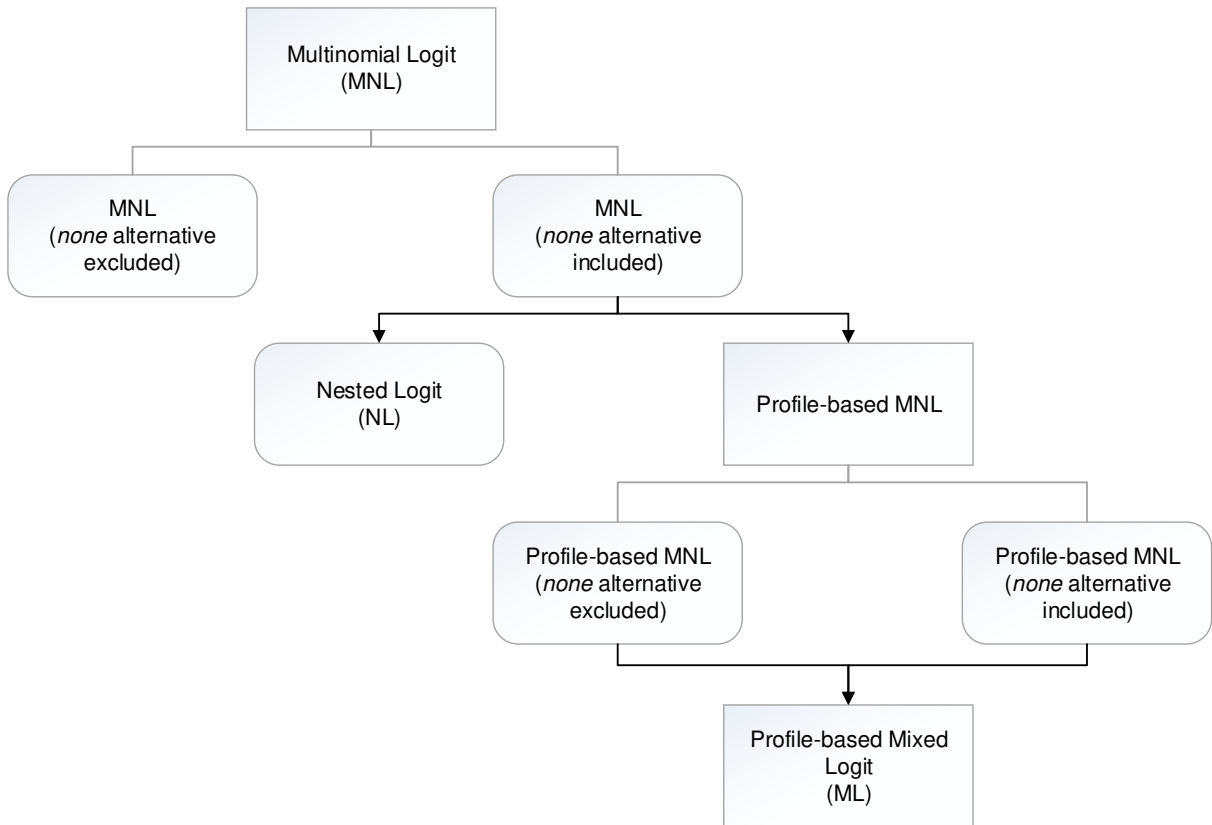 Multinomial Logit
(MNL)
MNL
(none alternative
excluded)
MNL
(none alternative
included)
Nested Logit
(NL)
Profile-based MNL
Profile-based MNL
(none alternative
excluded)
Profile-based MNL
(none alternative
included)
Profile-based Mixed
Logit
(ML)